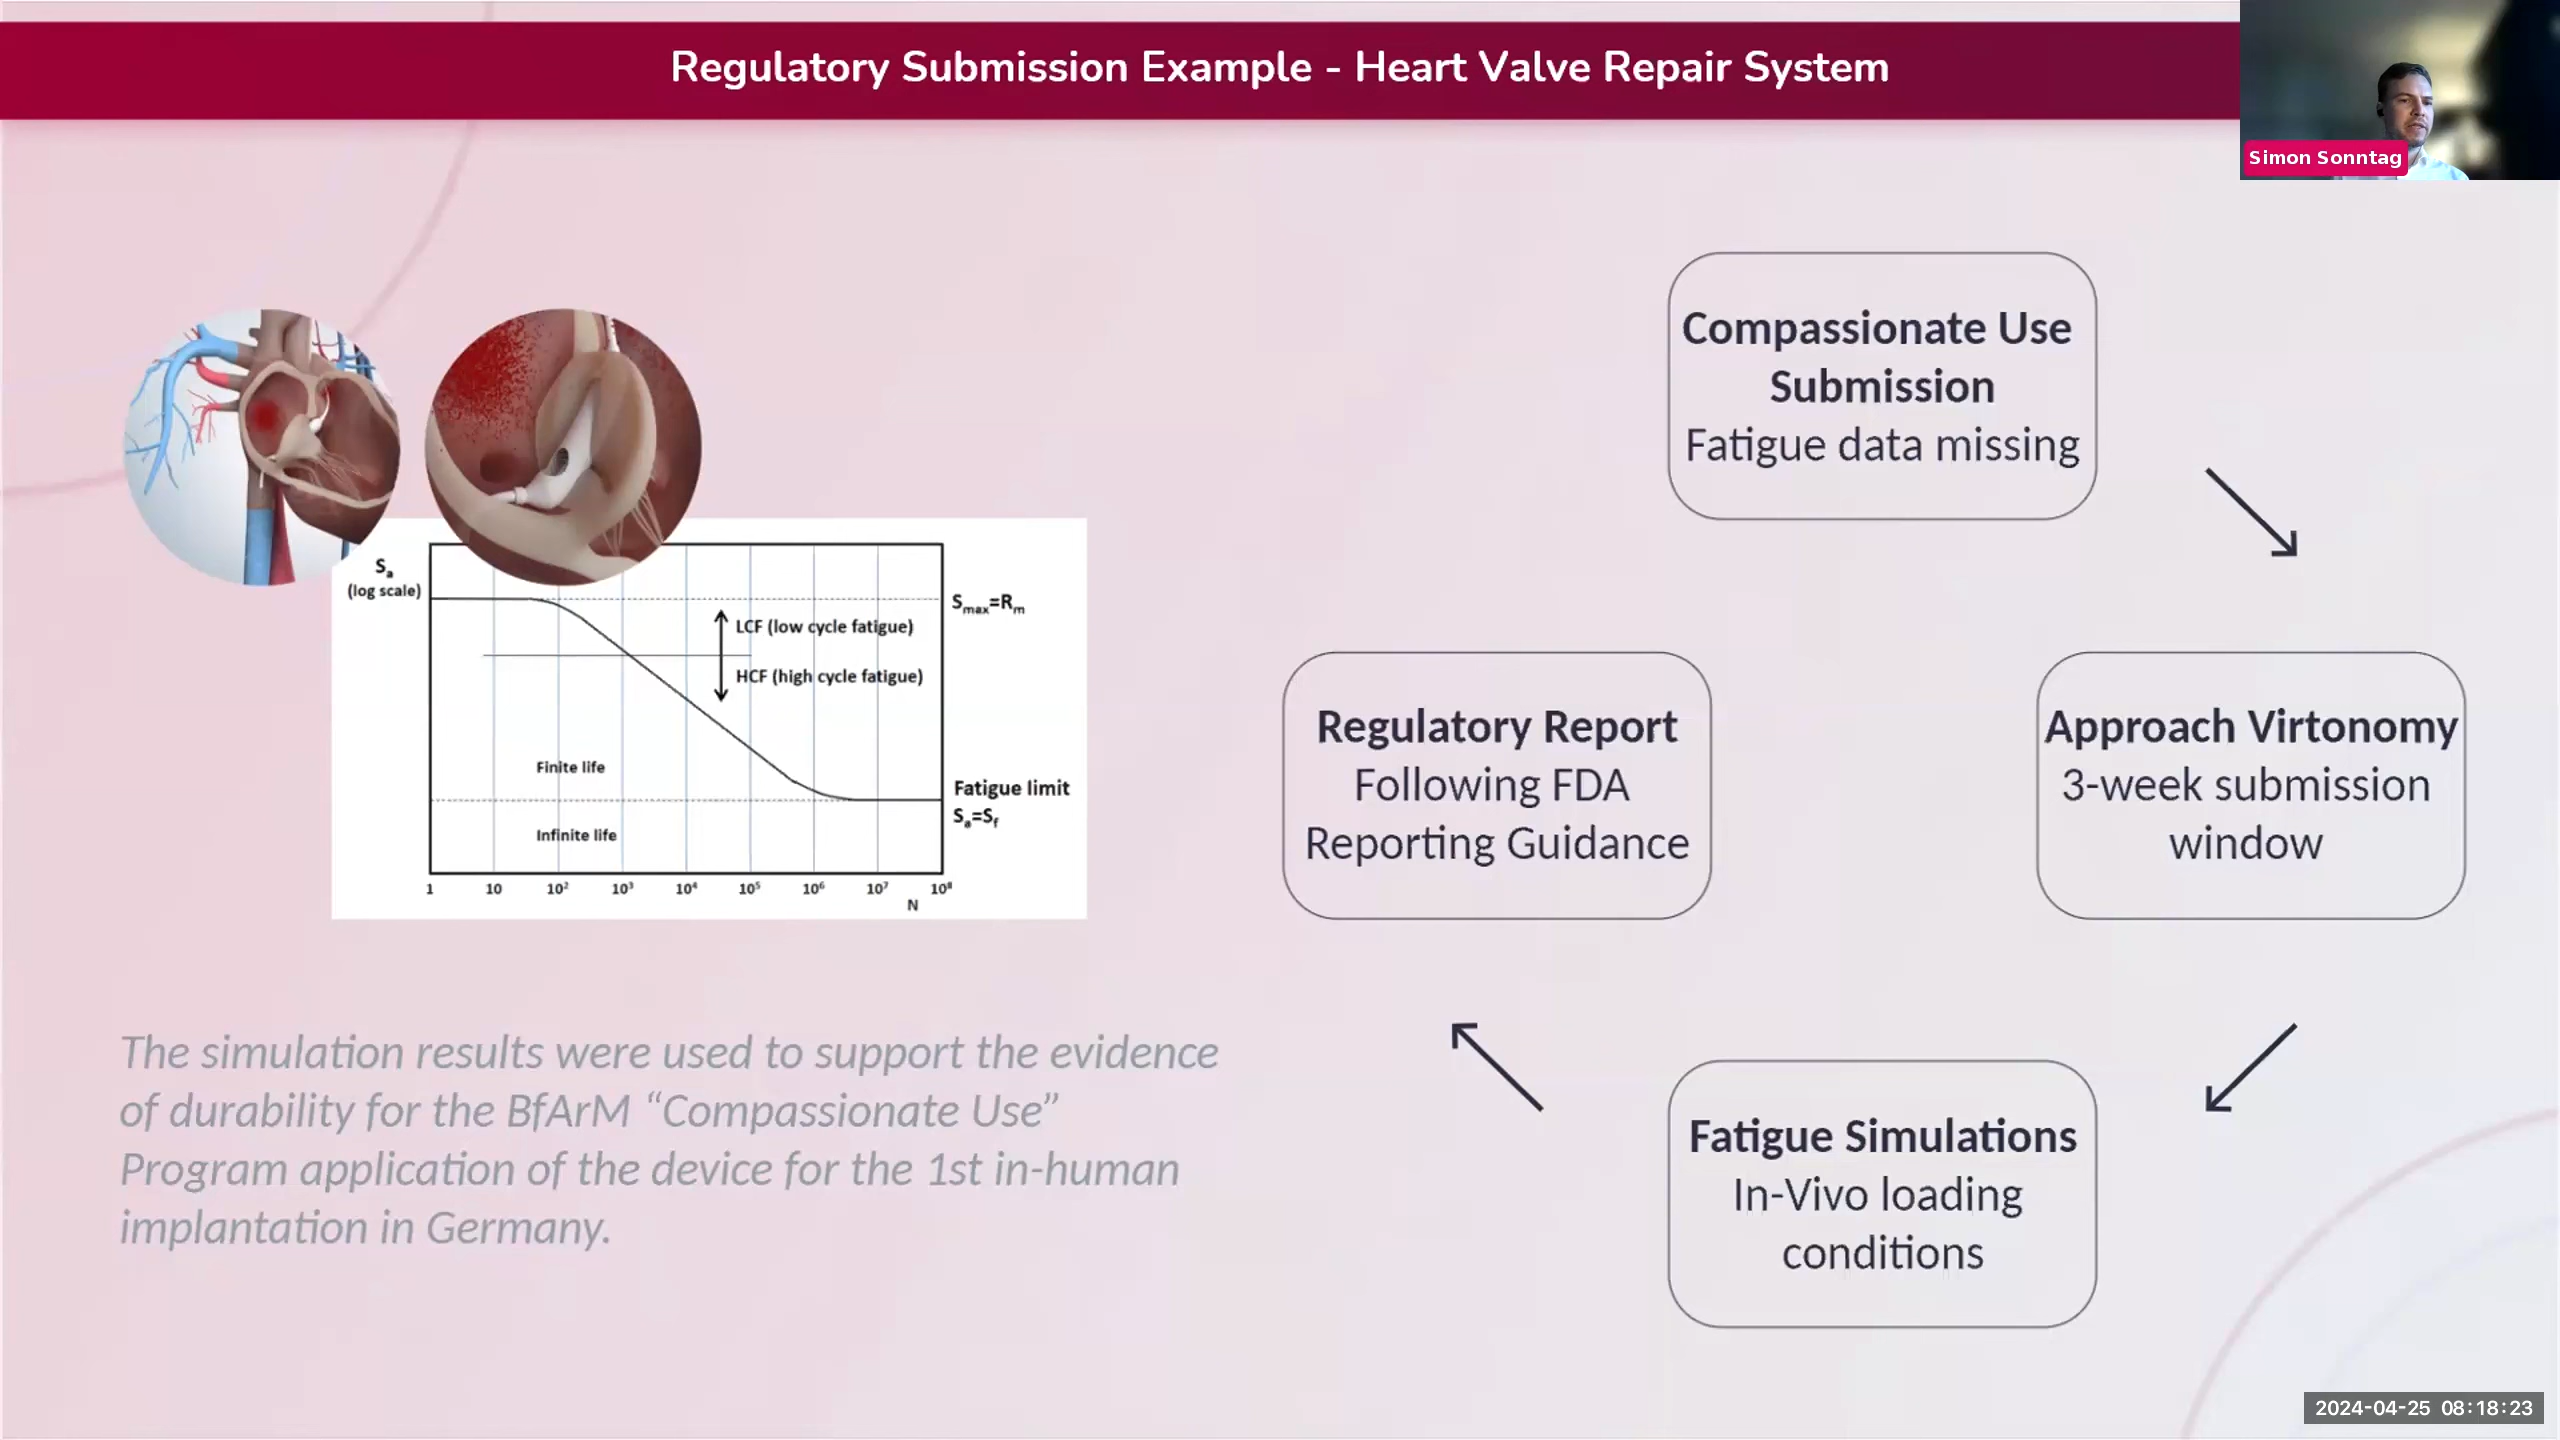 Regulatory Submission Example - Heart Valve Repair System
Simon Sonntag
Sa
(log scale)
Smax=Rm
LCF (low cycle fatigue)
HCF (high cycle fatigue)
Finite life
Fatigue limit
Sa=Sf
Infinite life
1 10 10² 10³ 10⁴ 10⁵ 10⁶ 10⁷ 10⁸
N
The simulation results were used to support the evidence
of durability for the BfArM “Compassionate Use”
Program application of the device for the 1st in-human
implantation in Germany.
Compassionate Use
Submission
Fatigue data missing
Approach Virtonomy
3-week submission
window
Fatigue Simulations
In-Vivo loading
conditions
Regulatory Report
Following FDA
Reporting Guidance
2024-04-25 08:18:23